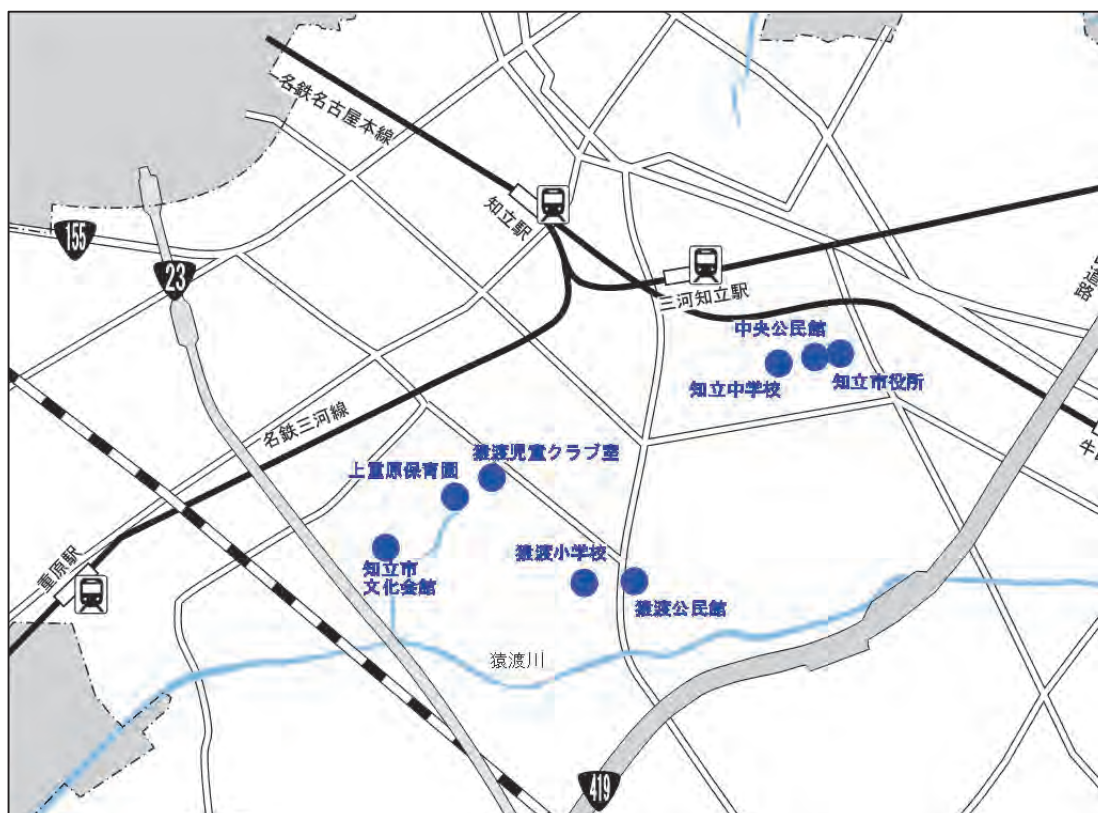 名鉄名古屋本線
知立駅
155
23
三河知立駅
道路
中央公民館
知立中学校
知立市役所
名鉄三河線
猿渡児童クラブ室
上重原保育園
猿渡小学校
知立市
文化会館
重原駅
猿渡公民館
猿渡川
419